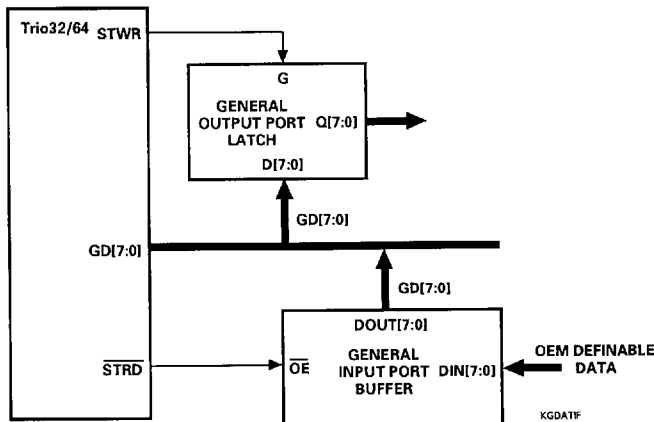 Trio32/64 STWR
G
GENERAL
OUTPUT PORT Q[7:0]
LATCH
D[7:0]
GD[7:0]
GD[7:0]
GD[7:0]
DOUT[7:0]
STRD OE GENERAL OEM DEFINABLE
INPUT PORT DIN[7:0] DATA
BUFFER
KGDATIF